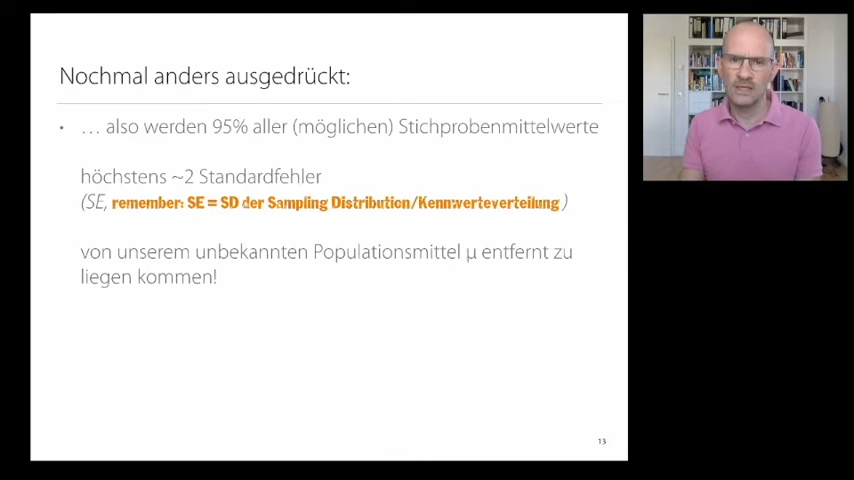 Nochmal anders ausgedrückt:
• … also werden 95% aller (möglichen) Stichprobenmittelwerte
höchstens ~2 Standardfehler
(SE, remember: SE = SD der Sampling Distribution/Kennwerteverteilung )
von unserem unbekannten Populationsmittel µ entfernt zu
liegen kommen!
13